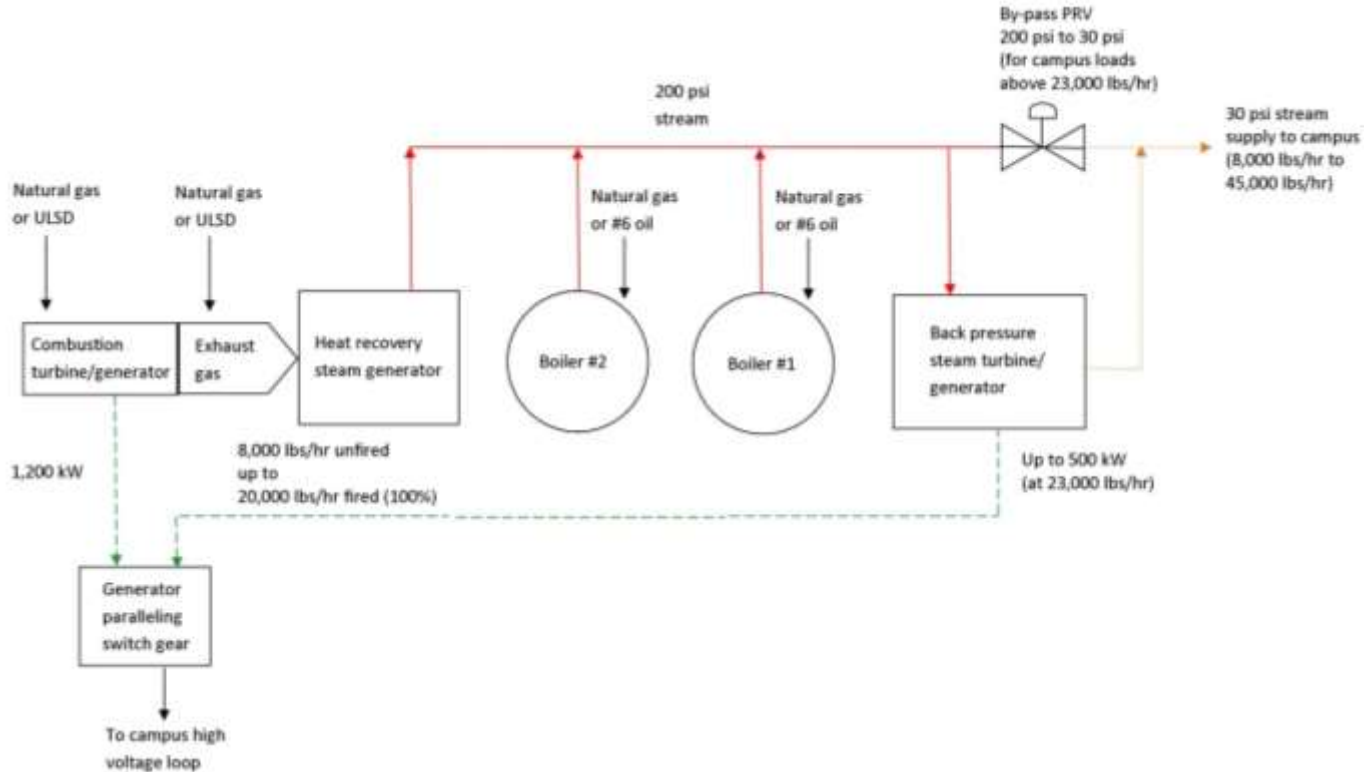 By-pass PRV
200 psi to 30 psi
(for campus loads
above 23,000 lbs/hr)
200 psi
stream
30 psi stream
supply to campus
(8,000 lbs/hr to
45,000 lbs/hr)
Natural gas
or ULSD
Natural gas
or ULSD
Natural gas
or #6 oil
Natural gas
or #6 oil
Combustion
turbine/generator
Exhaust
gas
Heat recovery
steam generator
Boiler #2
Boiler #1
Back pressure
steam turbine/
generator
1,200 kW
8,000 lbs/hr unfired
up to
20,000 lbs/hr fired (100%)
Up to 500 kW
(at 23,000 lbs/hr)
Generator
paralleling
switch gear
To campus high
voltage loop